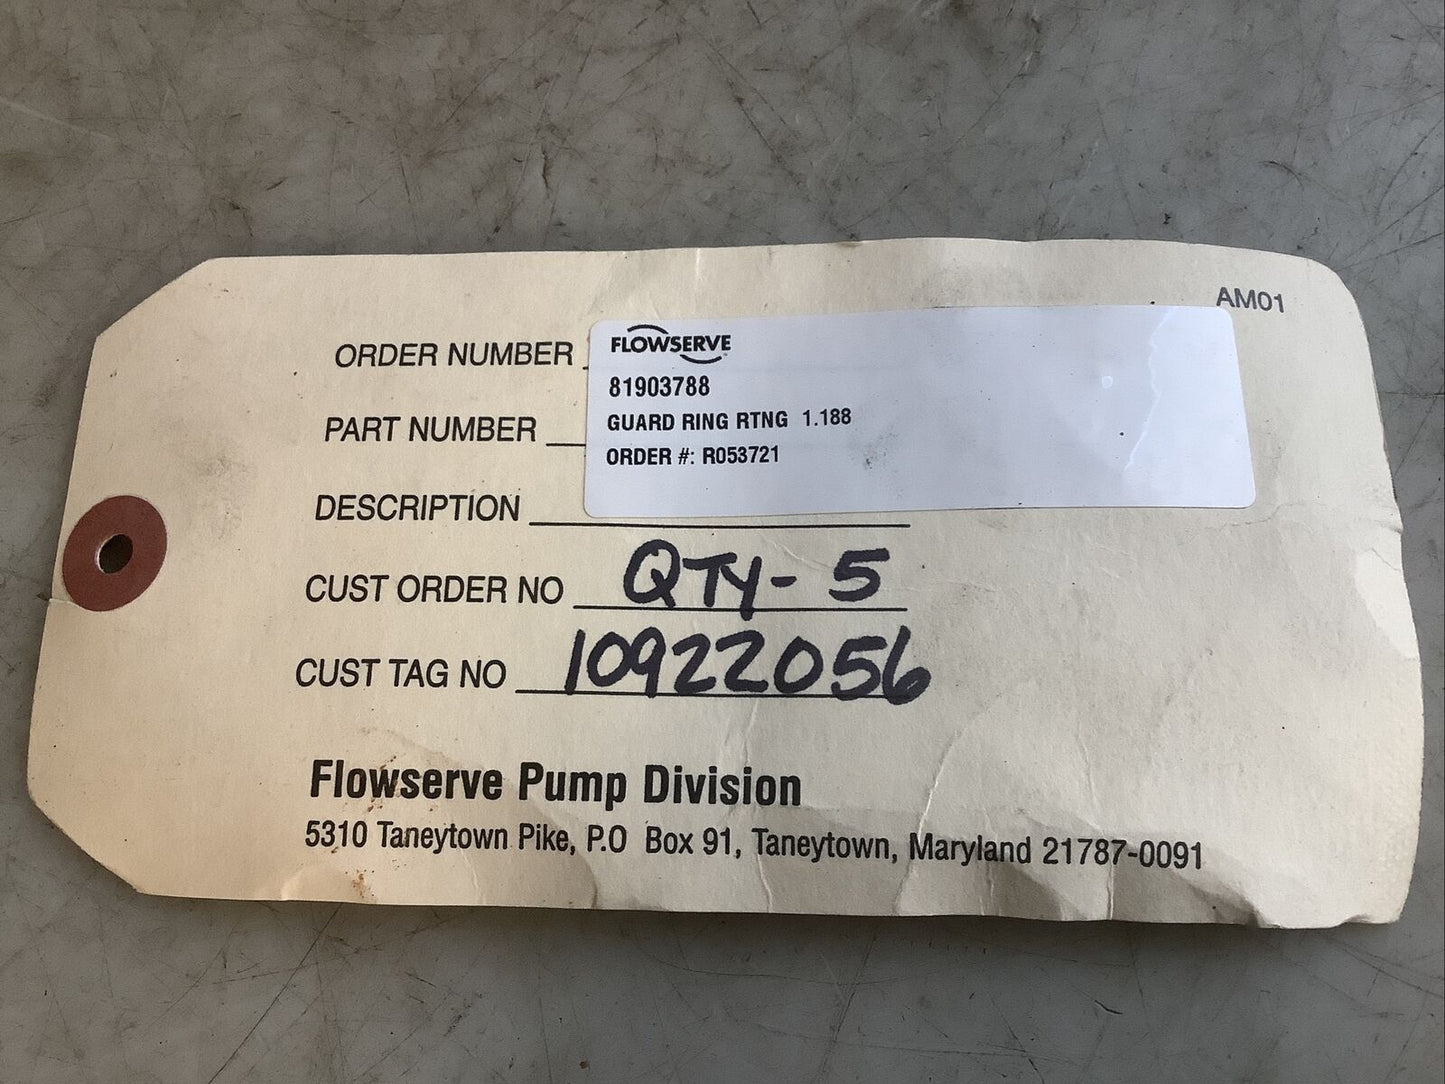 AM01
ORDER NUMBER
FLOWSERVE
81903788
PART NUMBER
GUARD RING RTNG 1.188
ORDER #: R053721
DESCRIPTION
CUST ORDER NO QTY- 5
CUST TAG NO 10922056
Flowserve Pump Division
5310 Taneytown Pike, P.O Box 91, Taneytown, Maryland 21787-0091